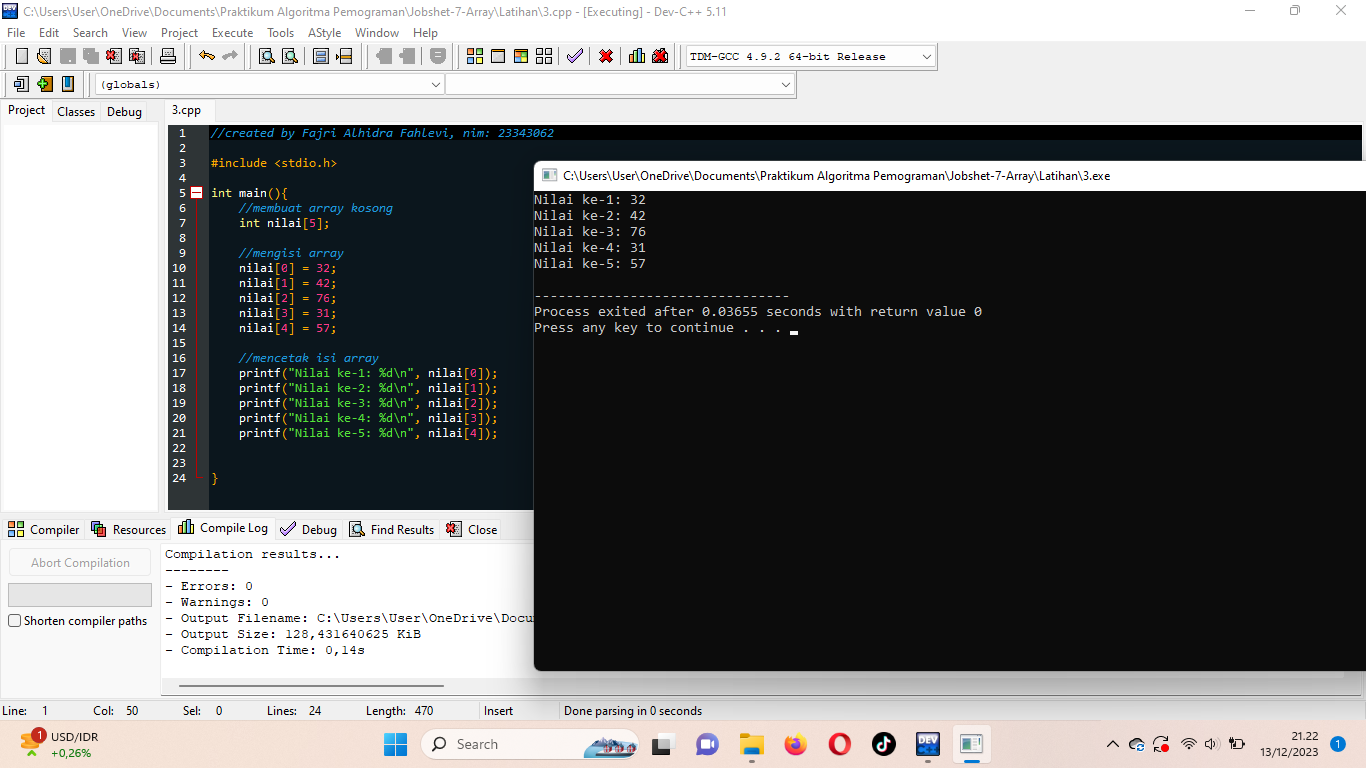 C:\Users\User\OneDrive\Documents\Praktikum Algoritma Pemograman\Jobshet-7-Array\Latihan\3.cpp - [Executing] - Dev-C++ 5.11
File Edit Search View Project Execute Tools AStyle Window Help
TDM-GCC 4.9.2 64-bit Release
(globals)
Project Classes Debug
3.cpp
1 //created by Fajri Alhidra Fahlevi, nim: 23343062
2
3 #include <stdio.h>
4
5 int main(){
6 //membuat array kosong
7 int nilai[5];
8
9 //mengisi array
10 nilai[0] = 32;
11 nilai[1] = 42;
12 nilai[2] = 76;
13 nilai[3] = 31;
14 nilai[4] = 57;
15
16 //mencetak isi array
17 printf("Nilai ke-1: %d\n", nilai[0]);
18 printf("Nilai ke-2: %d\n", nilai[1]);
19 printf("Nilai ke-3: %d\n", nilai[2]);
20 printf("Nilai ke-4: %d\n", nilai[3]);
21 printf("Nilai ke-5: %d\n", nilai[4]);
22
23
24 }
C:\Users\User\OneDrive\Documents\Praktikum Algoritma Pemograman\Jobshet-7-Array\Latihan\3.exe
Nilai ke-1: 32
Nilai ke-2: 42
Nilai ke-3: 76
Nilai ke-4: 31
Nilai ke-5: 57
--------------------------------
Process exited after 0.03655 seconds with return value 0
Press any key to continue . . .
Compiler Resources Compile Log Debug Find Results Close
Abort Compilation
Shorten compiler paths
Compilation results...
--------
- Errors: 0
- Warnings: 0
- Output Filename: C:\Users\User\OneDrive\Docu
- Output Size: 128,431640625 KiB
- Compilation Time: 0,14s
Line: 1 Col: 50 Sel: 0 Lines: 24 Length: 470 Insert Done parsing in 0 seconds
1
USD/IDR
+0,26%
Search
DEV
21.22
13/12/2023
1